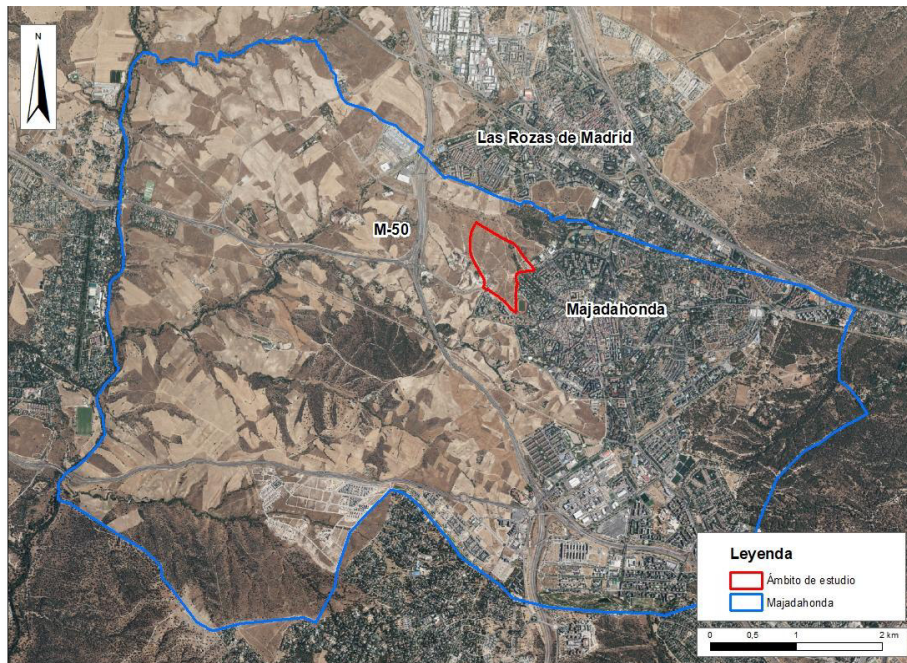 N
Las Rozas de Madrid
M-50
Majadahonda
Leyenda
Ámbito de estudio
Majadahonda
0 0,5 1 2 km